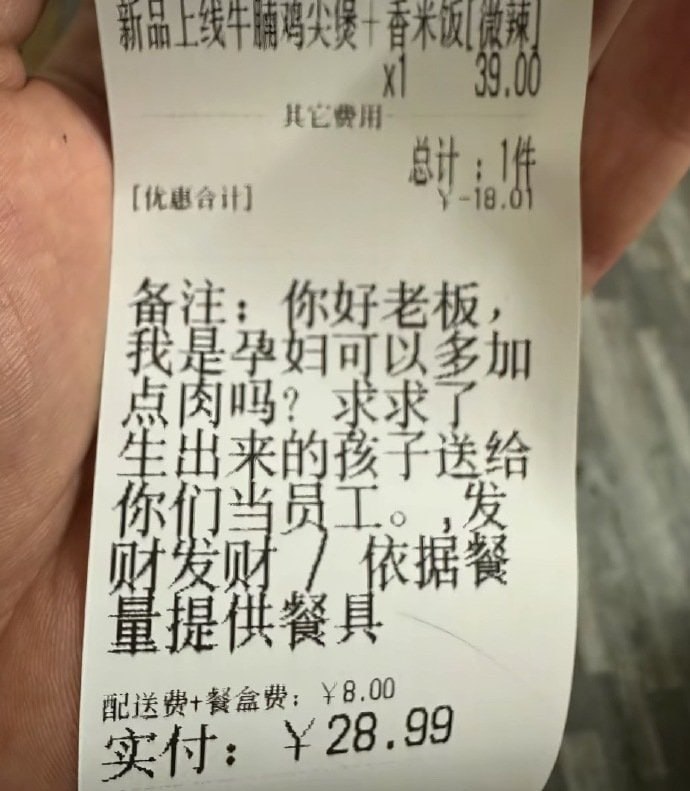 新品上线牛腩鸡尖煲+香米饭[微辣]
x1 39.00
其它费用
总计：1件
[优惠合计] ￥-18.01
备注：你好老板，
我是孕妇可以多加
点肉吗？求求了
生出来的孩子送给
你们当员工。,发
财发财 / 依据餐
量提供餐具
配送费+餐盒费：￥8.00
实付：￥28.99